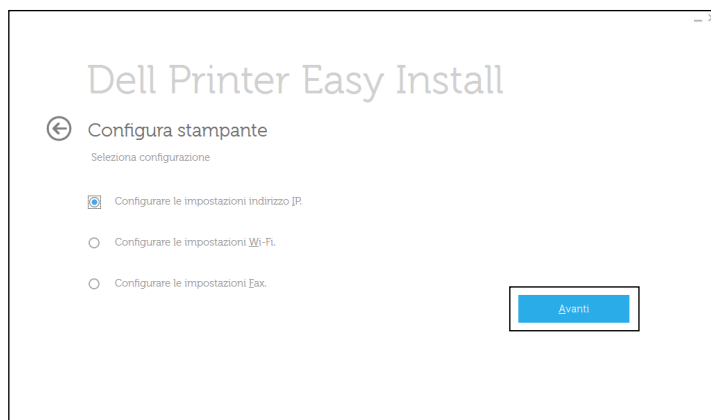 Dell Printer Easy Install
Configura stampante
Seleziona configurazione
Configurare le impostazioni indirizzo IP.
Configurare le impostazioni Wi-Fi.
Configurare le impostazioni Fax.
Avanti